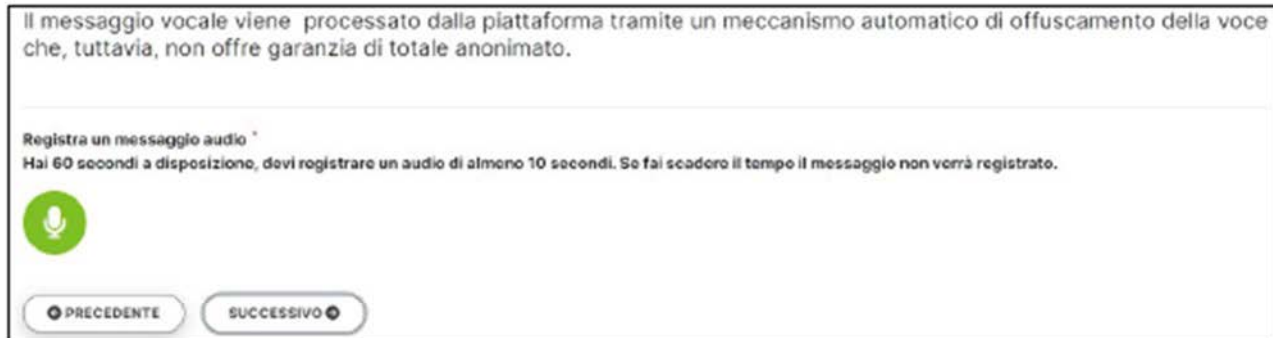 Il messaggio vocale viene processato dalla piattaforma tramite un meccanismo automatico di offuscamento della voce
che, tuttavia, non offre garanzia di totale anonimato.
Registra un messaggio audio *
Hai 60 secondi a disposizione, devi registrare un audio di almeno 10 secondi. Se fai scadere il tempo il messaggio non verrà registrato.
PRECEDENTE
SUCCESSIVO